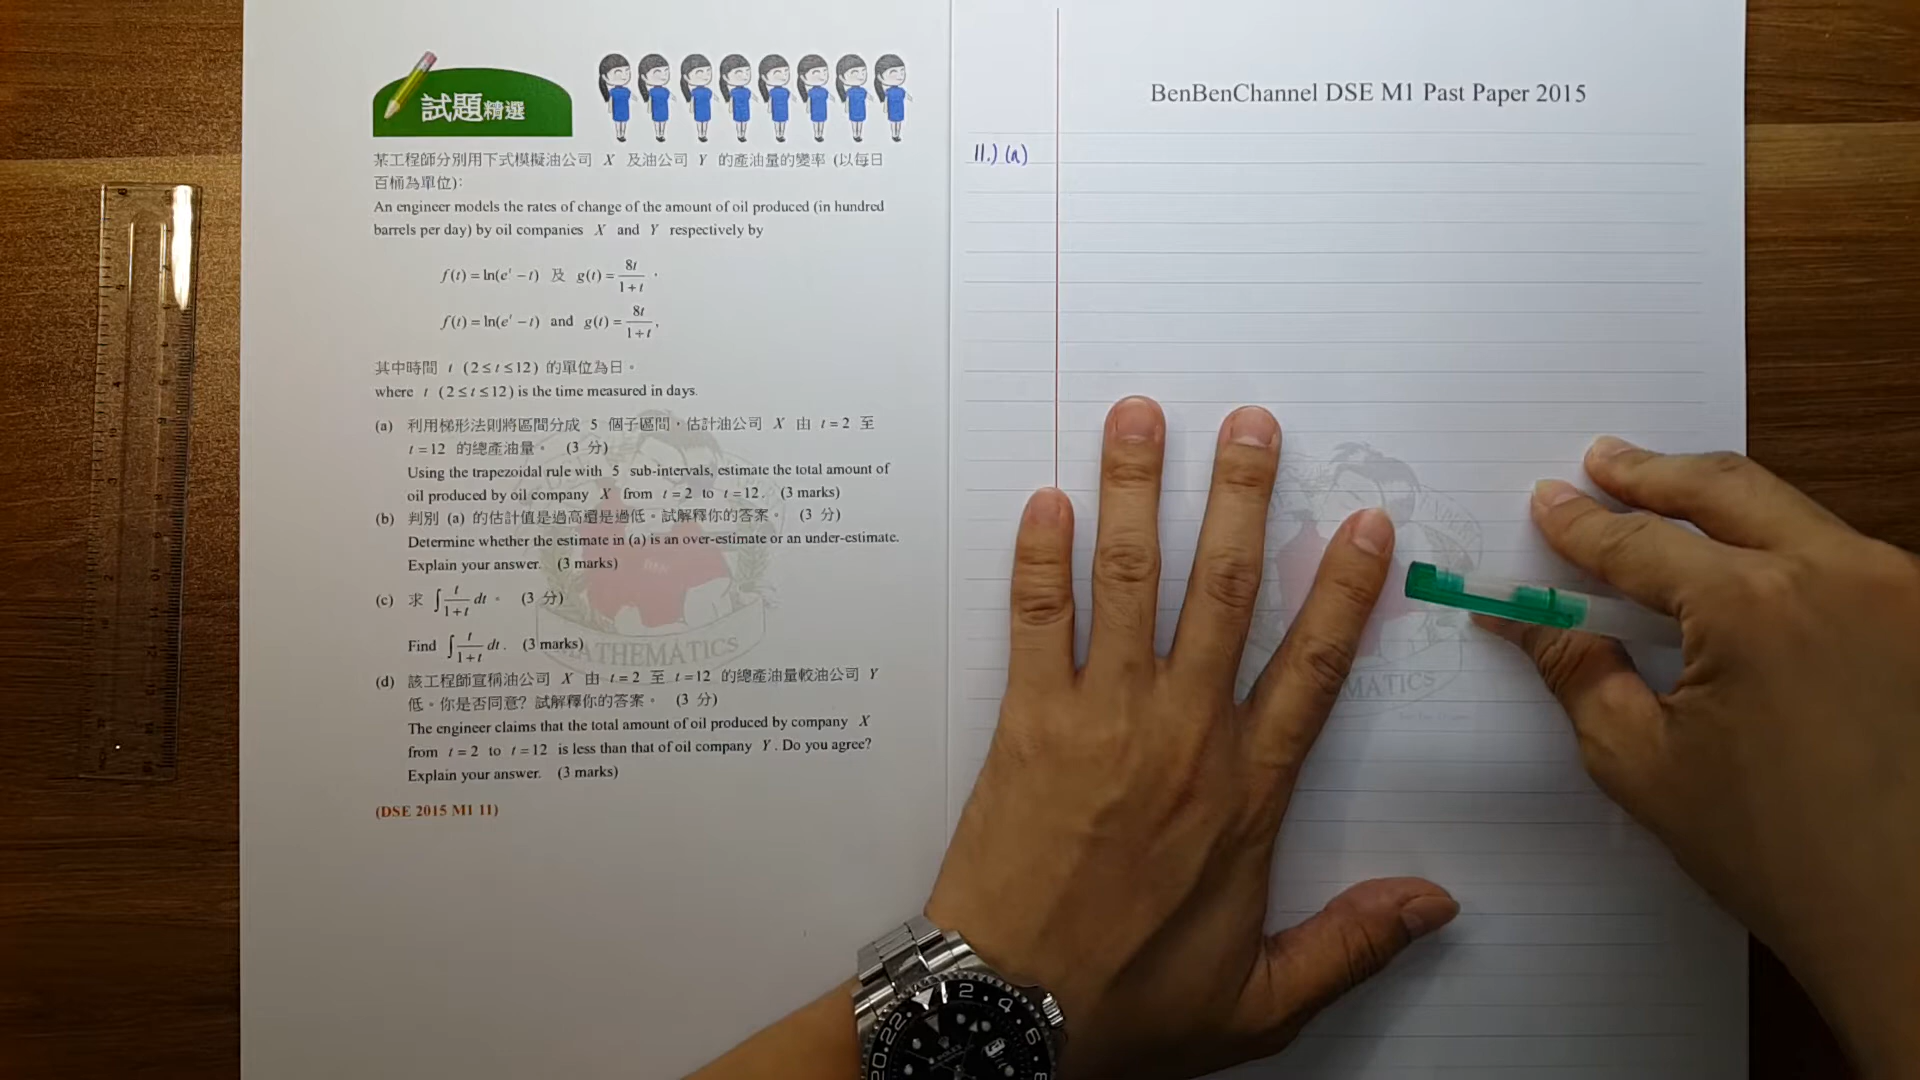 試題精選
某工程師分別用下式模擬油公司 X 及油公司 Y 的產油量的變率 (以每日
百桶為單位):
An engineer models the rates of change of the amount of oil produced (in hundred
barrels per day) by oil companies X and Y respectively by
f(t) = ln(e^t − t) 及 g(t) = 8t/(1+t) ,
f(t) = ln(e^t − t) and g(t) = 8t/(1+t) ,
其中時間 t (2 ≤ t ≤ 12) 的單位為日。
where t (2 ≤ t ≤ 12) is the time measured in days.
(a) 利用梯形法則將區間分成 5 個子區間,估計油公司 X 由 t = 2 至
t = 12 的總產油量。 (3 分)
Using the trapezoidal rule with 5 sub-intervals, estimate the total amount of
oil produced by oil company X from t = 2 to t = 12. (3 marks)
(b) 判別 (a) 的估計值是過高還是過低。試解釋你的答案。 (3 分)
Determine whether the estimate in (a) is an over-estimate or an under-estimate.
Explain your answer. (3 marks)
(c) 求 ∫ t/(1+t) dt 。 (3 分)
Find ∫ t/(1+t) dt . (3 marks)
(d) 該工程師宣稱油公司 X 由 t = 2 至 t = 12 的總產油量較油公司 Y
低。你是否同意? 試解釋你的答案。 (3 分)
The engineer claims that the total amount of oil produced by company X
from t = 2 to t = 12 is less than that of oil company Y. Do you agree?
Explain your answer. (3 marks)
(DSE 2015 M1 11)
MATHEMATICS
BenBenChannel DSE M1 Past Paper 2015
11.) (a)